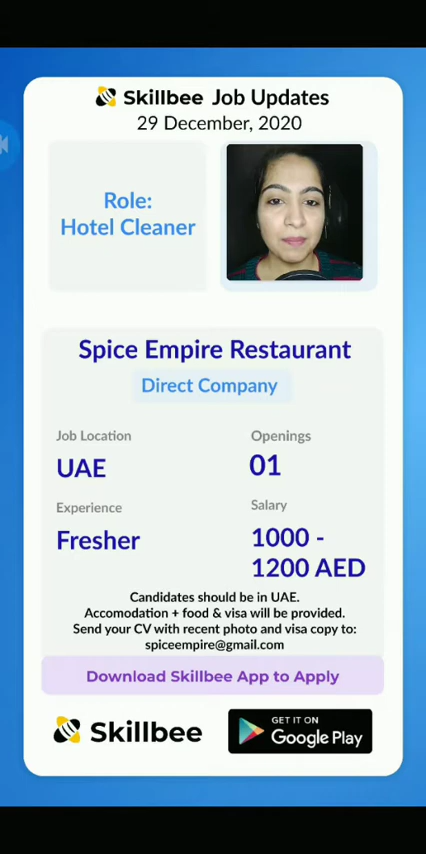 Skillbee Job Updates
29 December, 2020
Role:
Hotel Cleaner
Spice Empire Restaurant
Direct Company
Job Location
Openings
UAE
01
Experience
Salary
Fresher
1000 -
1200 AED
Candidates should be in UAE.
Accomodation + food & visa will be provided.
Send your CV with recent photo and visa copy to:
spiceempire@gmail.com
Download Skillbee App to Apply
Skillbee
GET IT ON
Google Play